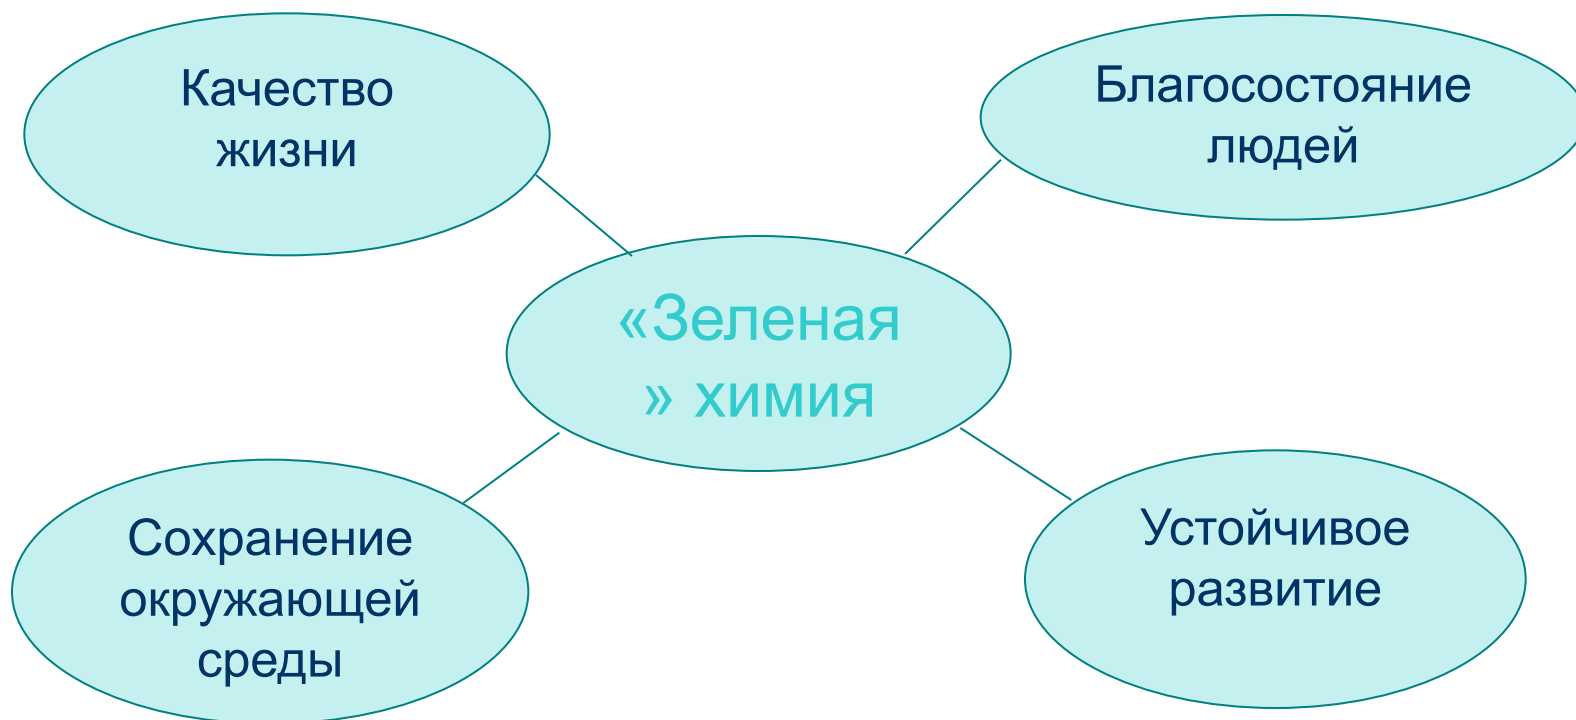 Качество
жизни
Благосостояние
людей
«Зеленая
» химия
Сохранение
окружающей
среды
Устойчивое
развитие